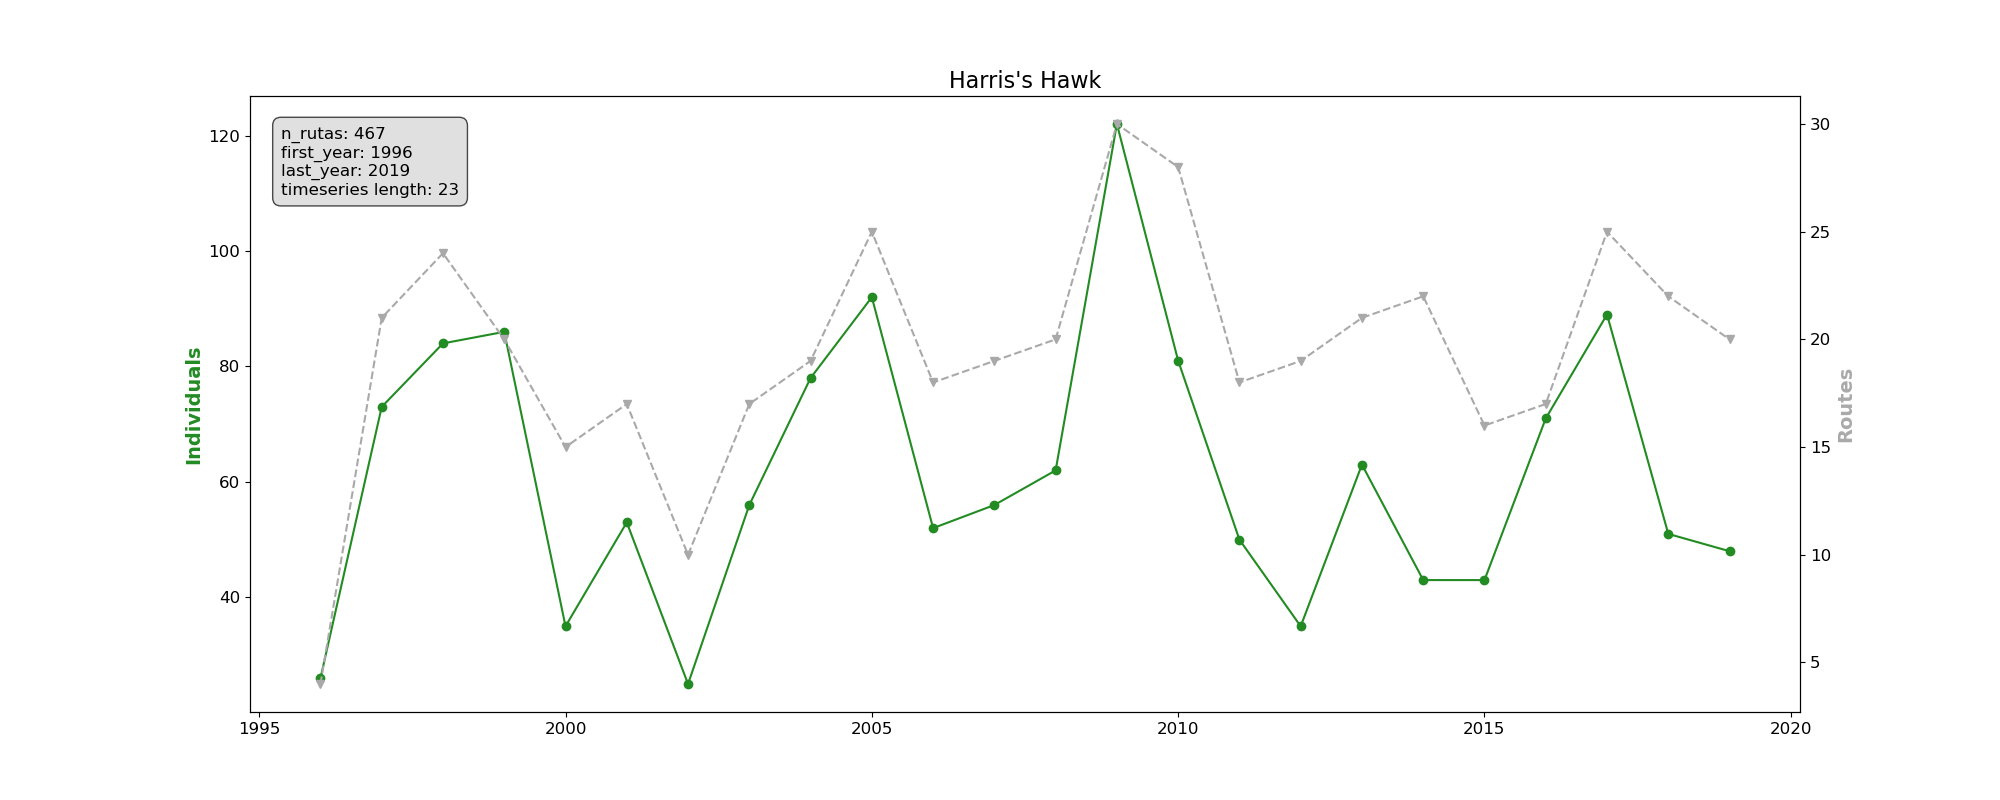 Harris's Hawk
n_rutas: 467
first_year: 1996
last_year: 2019
timeseries length: 23
120
100
80
60
40
Individuals
30
25
20
15
10
5
Routes
1995 2000 2005 2010 2015 2020